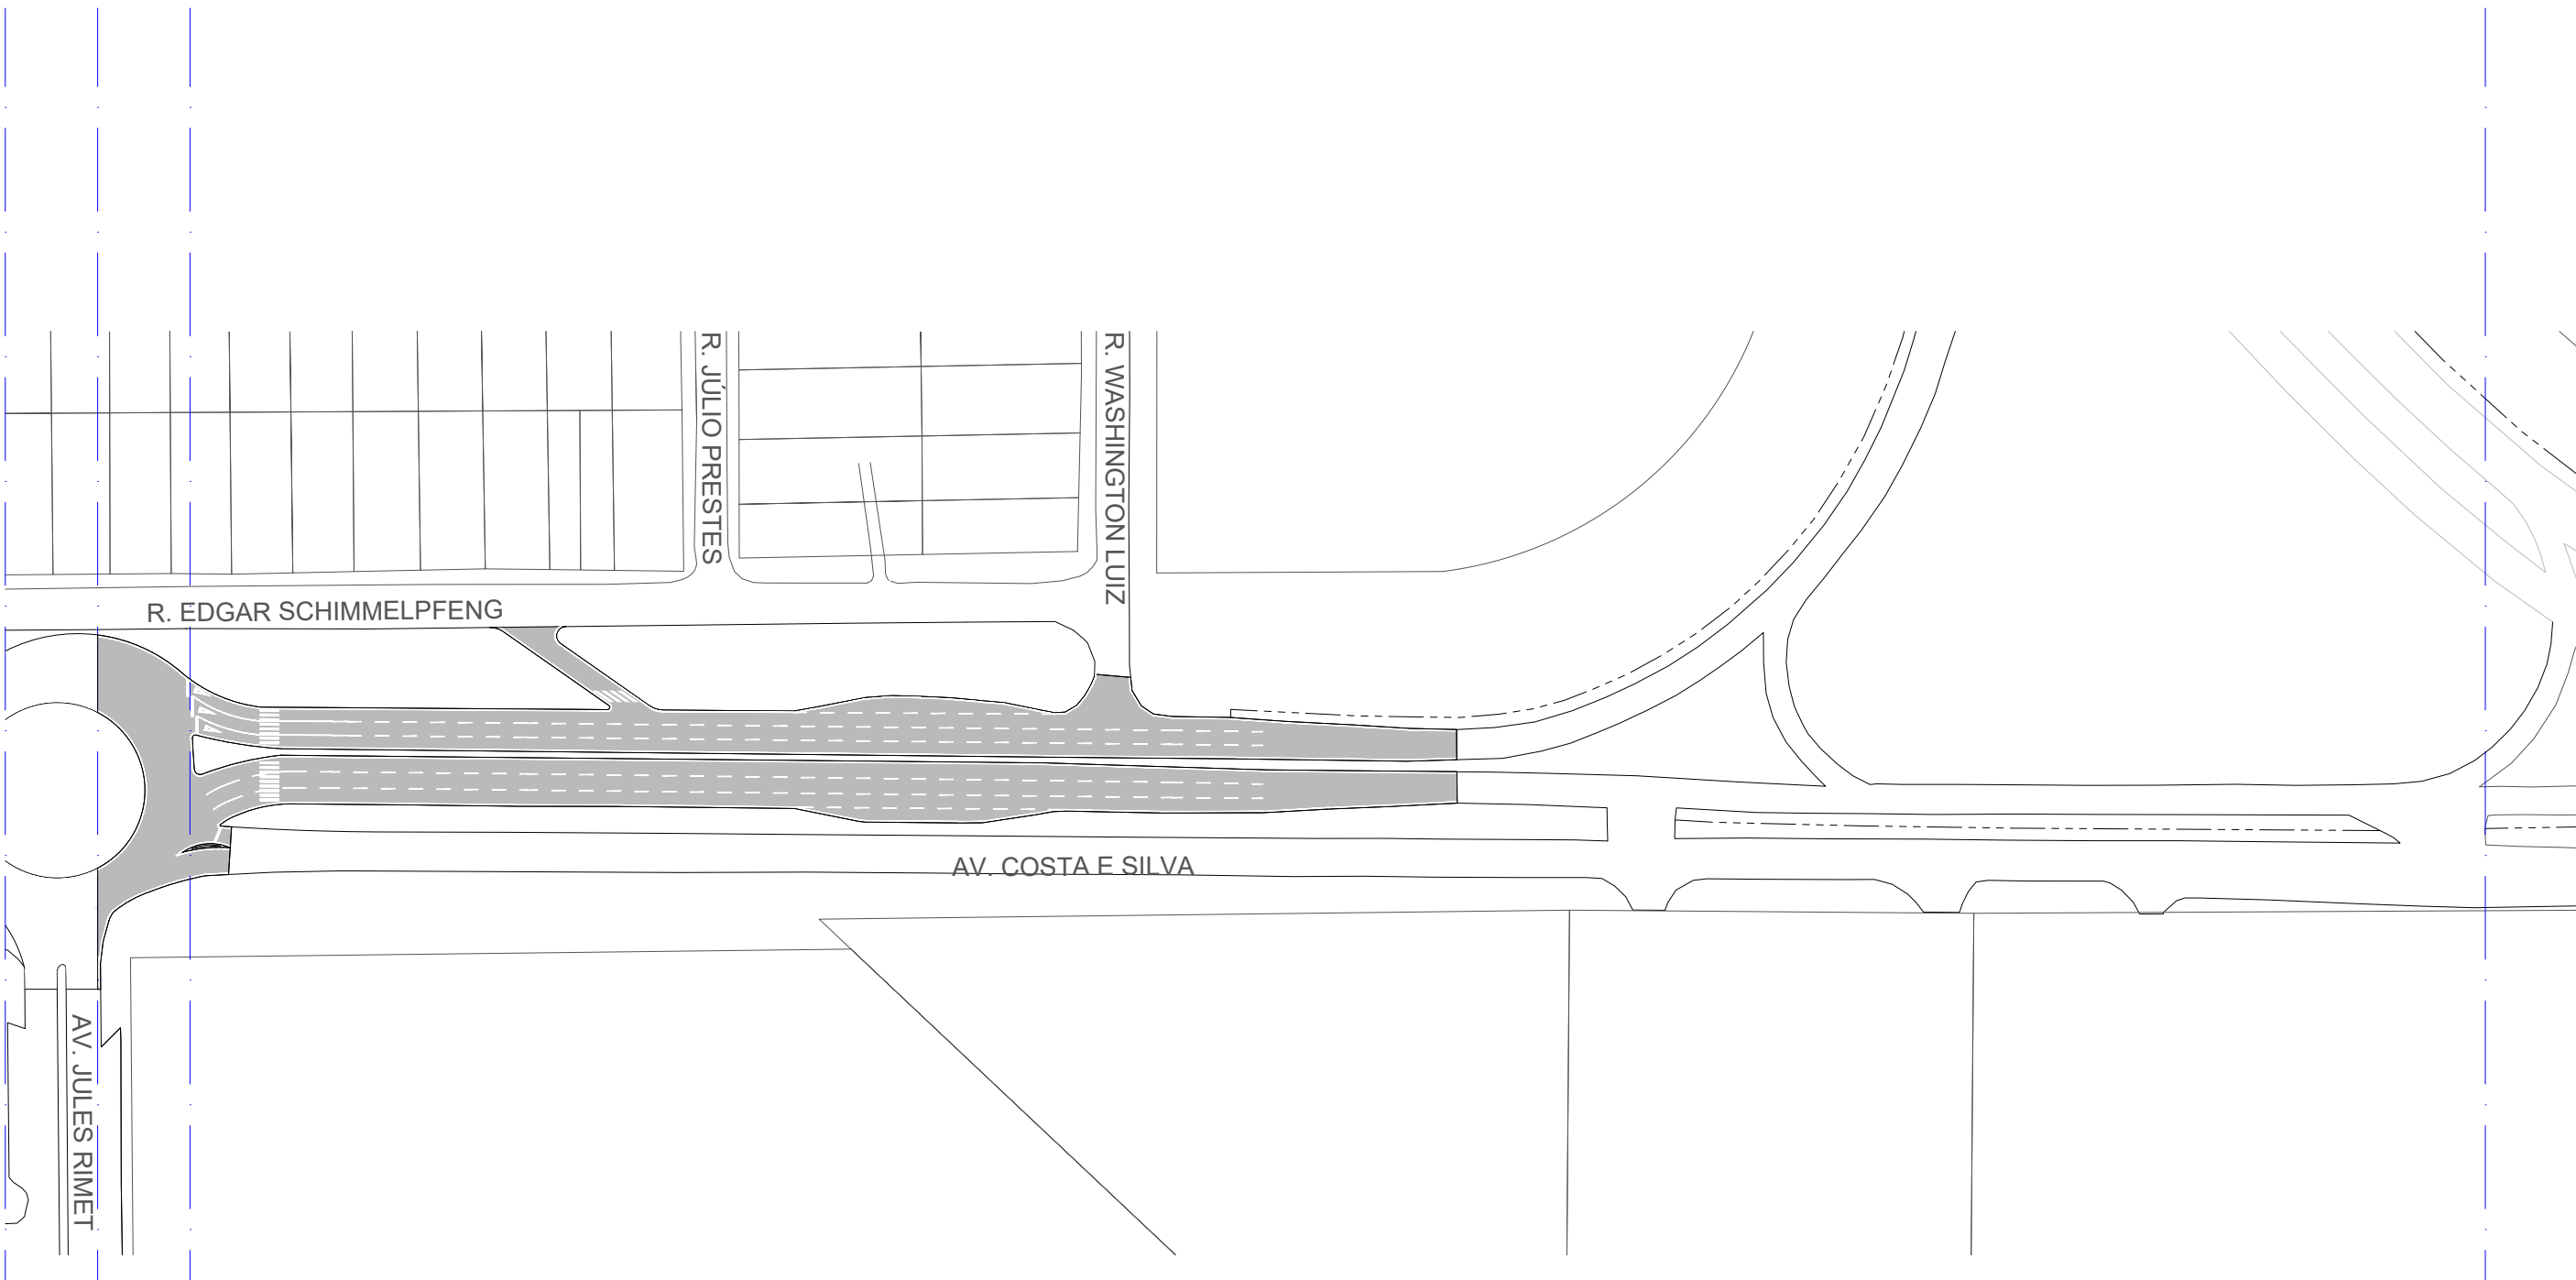 R. JÚLIO PRESTES
R. WASHINGTON LUIZ
R. EDGAR SCHIMMELPFENG
AV. COSTA E SILVA
AV. JULES RIMET